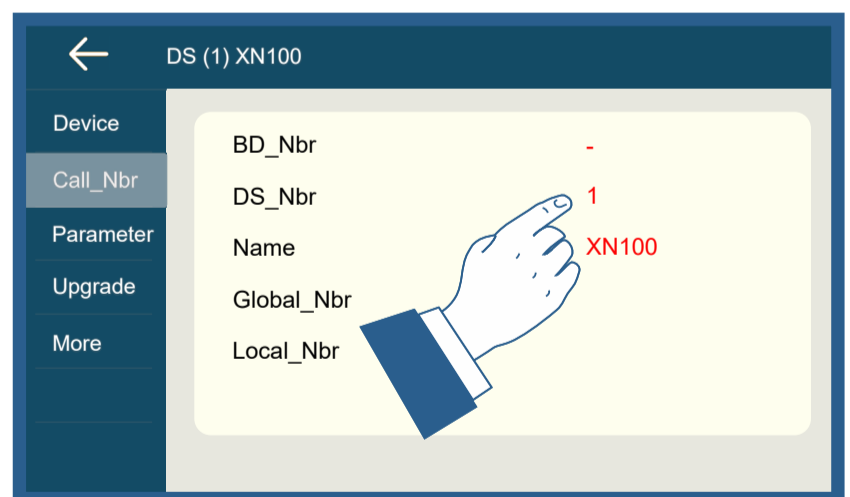 DS (1) XN100
Device
Call_Nbr
Parameter
Upgrade
More
BD_Nbr -
DS_Nbr 1
Name XN100
Global_Nbr
Local_Nbr